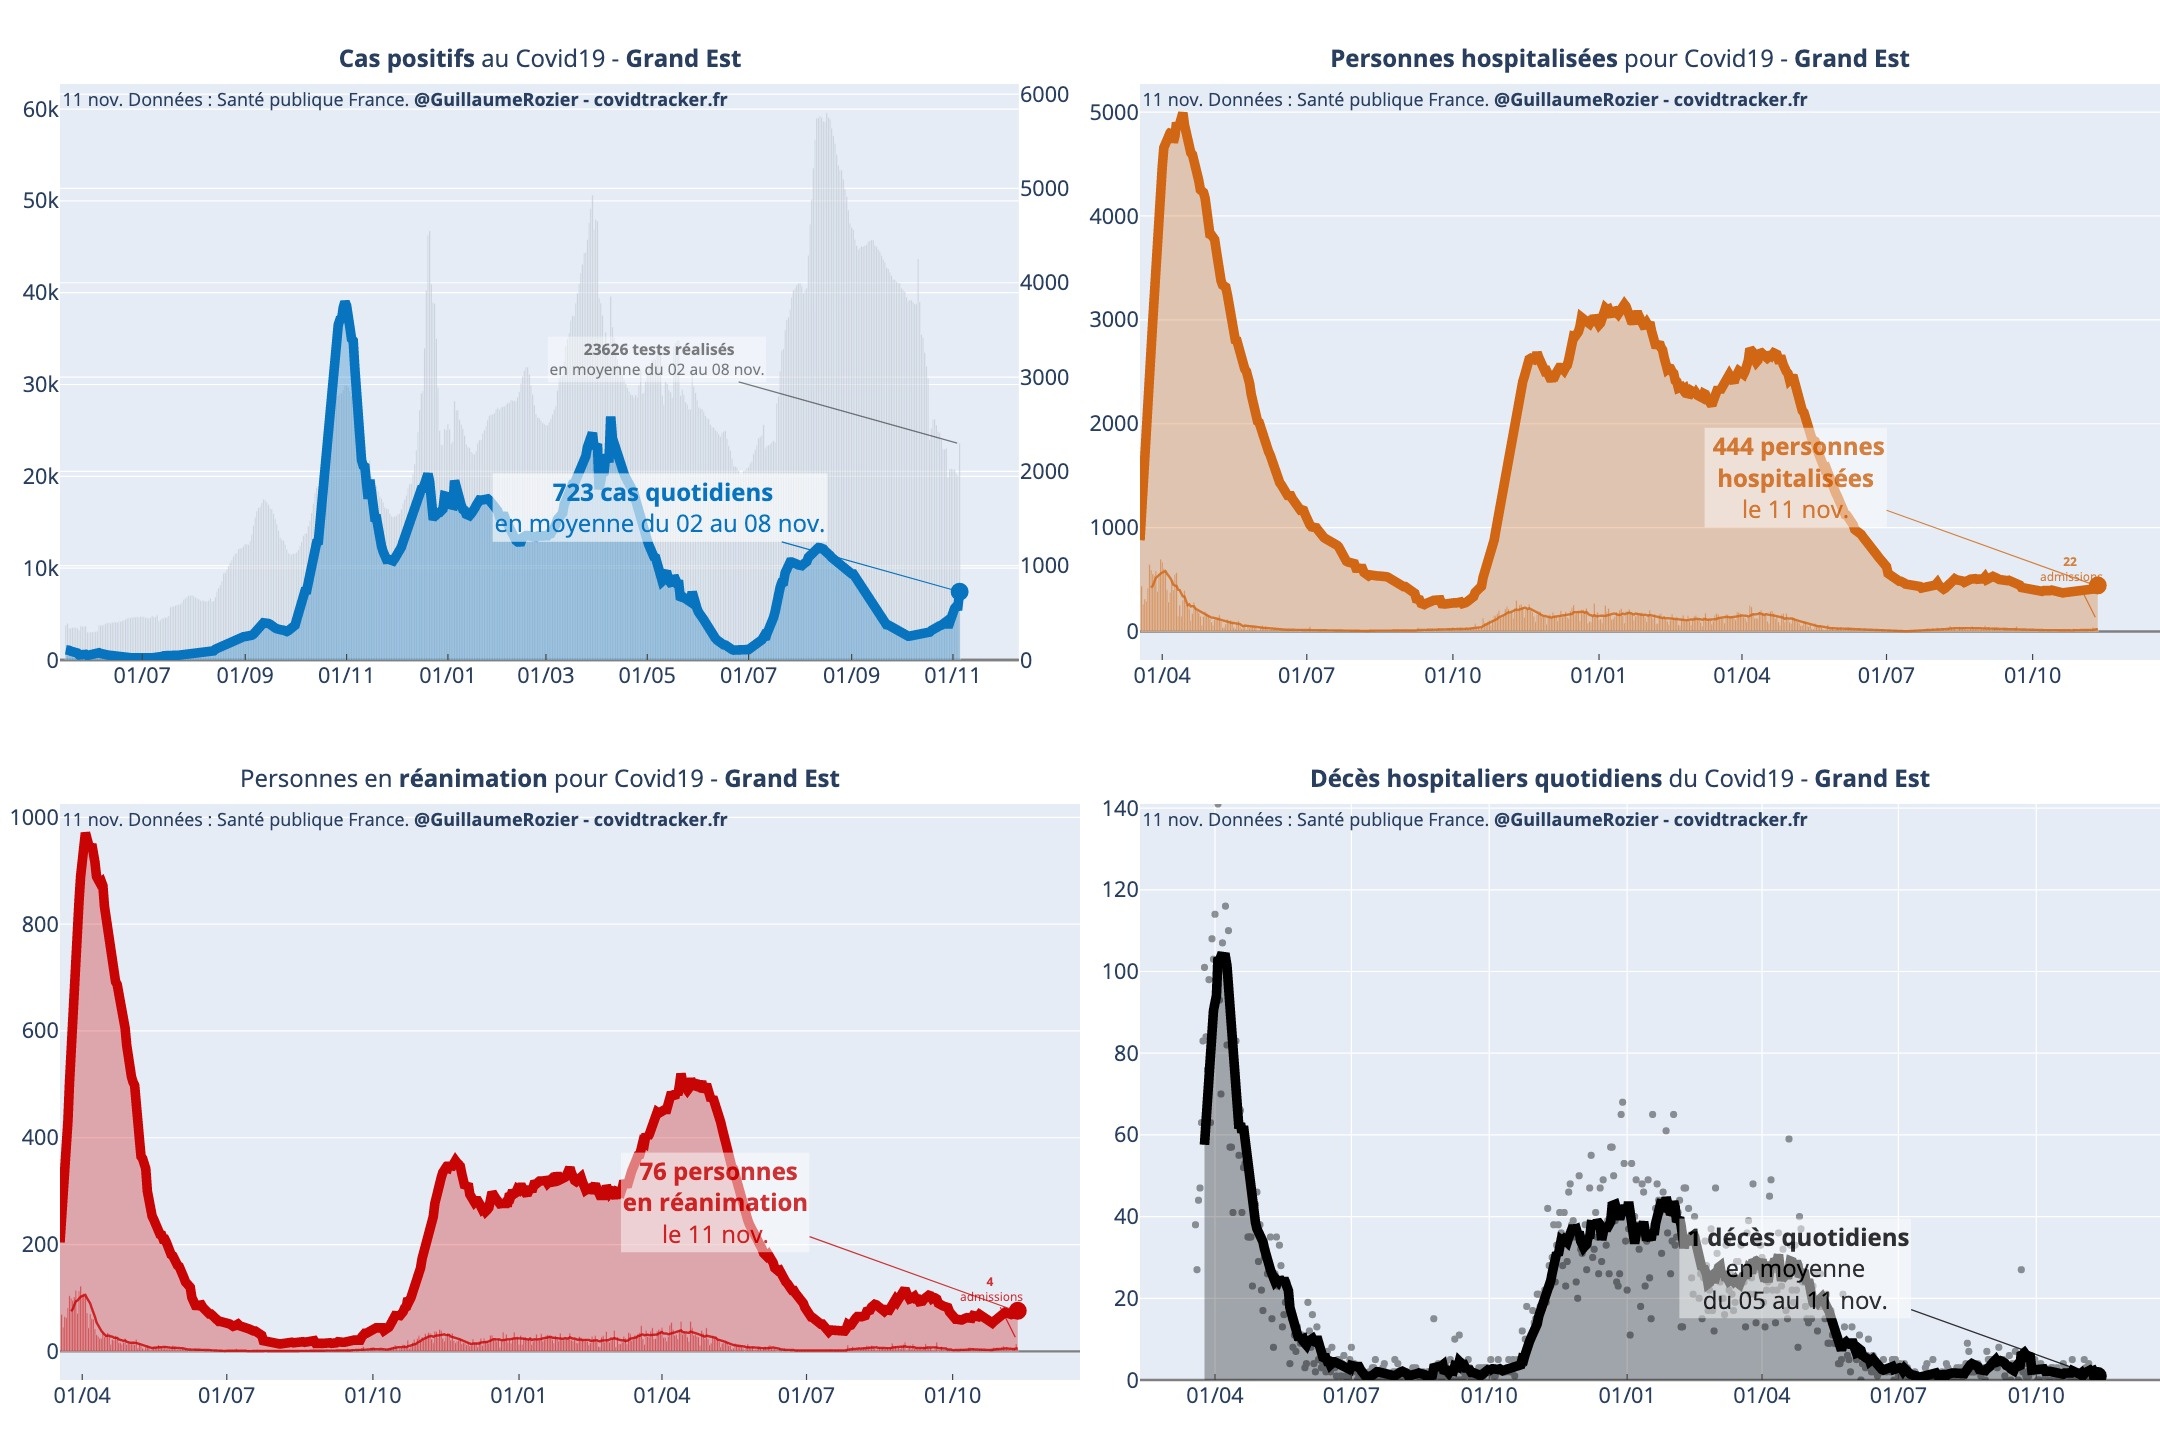 Cas positifs au Covid19 - Grand Est
11 nov. Données : Santé publique France. @GuillaumeRozier - covidtracker.fr
60k
50k
40k
30k
20k
10k
0
6000
5000
4000
3000
2000
1000
0
23626 tests réalisés
en moyenne du 02 au 08 nov.
723 cas quotidiens
en moyenne du 02 au 08 nov.
01/07 01/09 01/11 01/01 01/03 01/05 01/07 01/09 01/11
Personnes hospitalisées pour Covid19 - Grand Est
11 nov. Données : Santé publique France. @GuillaumeRozier - covidtracker.fr
5000
4000
3000
2000
1000
0
444 personnes
hospitalisées
le 11 nov.
22
admissions
01/04 01/07 01/10 01/01 01/04 01/07 01/10
Personnes en réanimation pour Covid19 - Grand Est
11 nov. Données : Santé publique France. @GuillaumeRozier - covidtracker.fr
1000
800
600
400
200
0
76 personnes
en réanimation
le 11 nov.
4
admissions
01/04 01/07 01/10 01/01 01/04 01/07 01/10
Décès hospitaliers quotidiens du Covid19 - Grand Est
11 nov. Données : Santé publique France. @GuillaumeRozier - covidtracker.fr
140
120
100
80
60
40
20
0
1 décès quotidiens
en moyenne
du 05 au 11 nov.
01/04 01/07 01/10 01/01 01/04 01/07 01/10